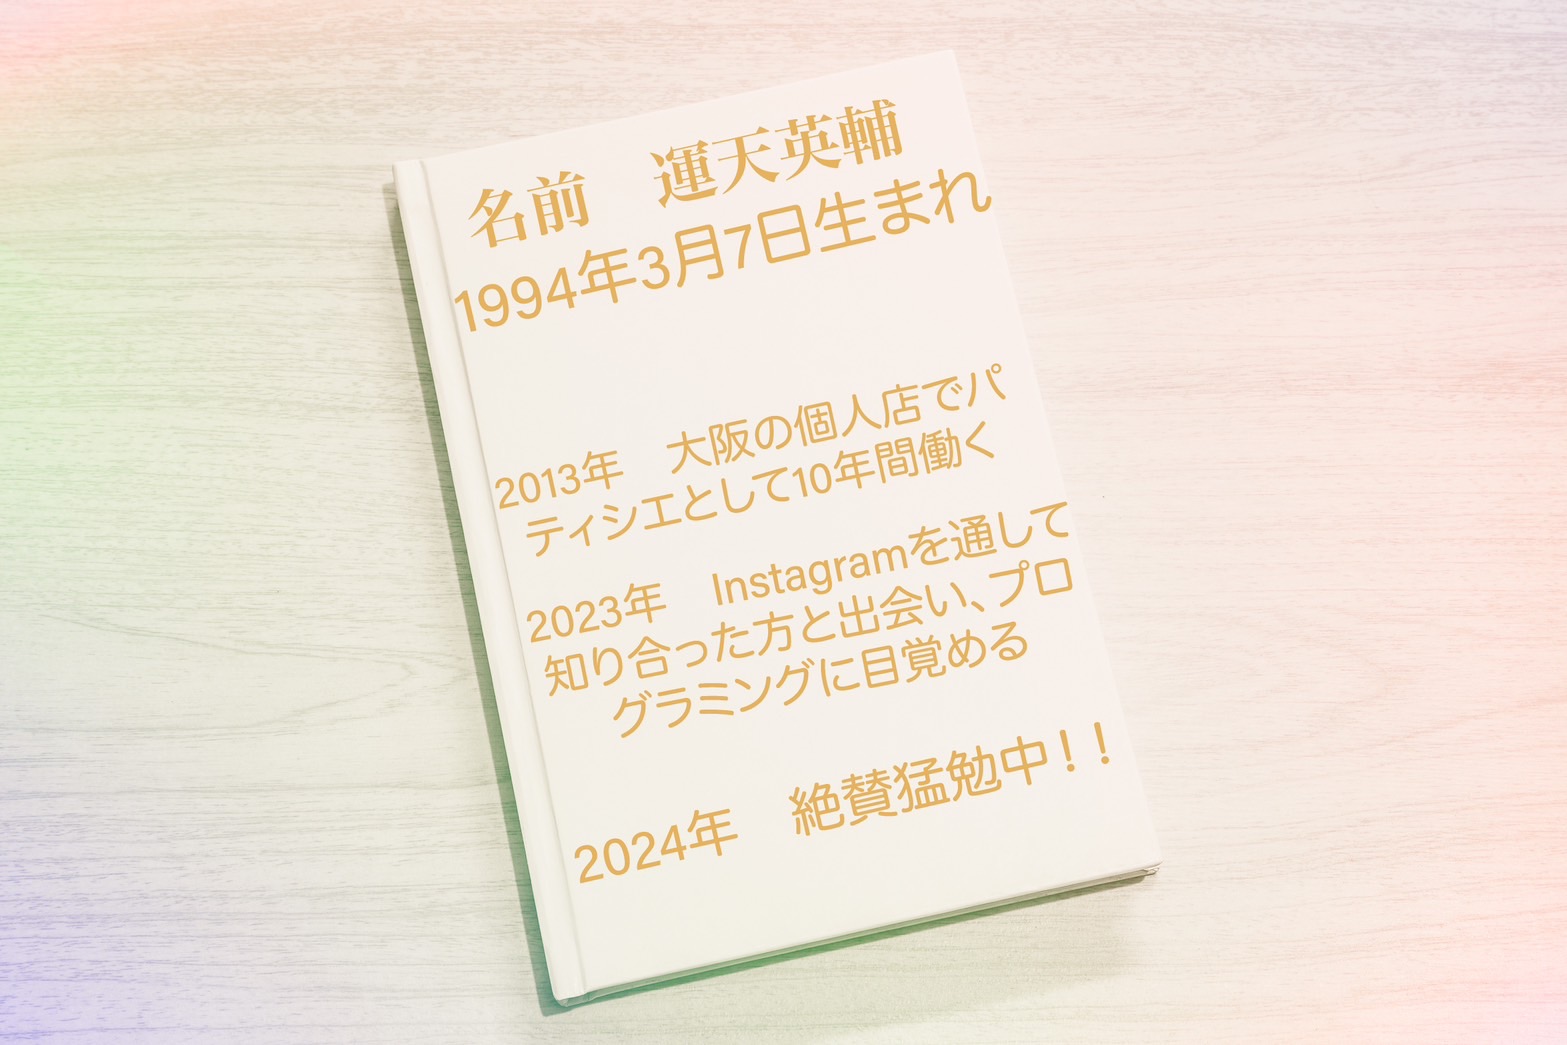 名前　運天英輔
1994年3月7日生まれ
2013年　大阪の個人店でパ
ティシエとして10年間働く
2023年　Instagramを通して
知り合った方と出会い、プロ
グラミングに目覚める
2024年　絶賛猛勉中！！